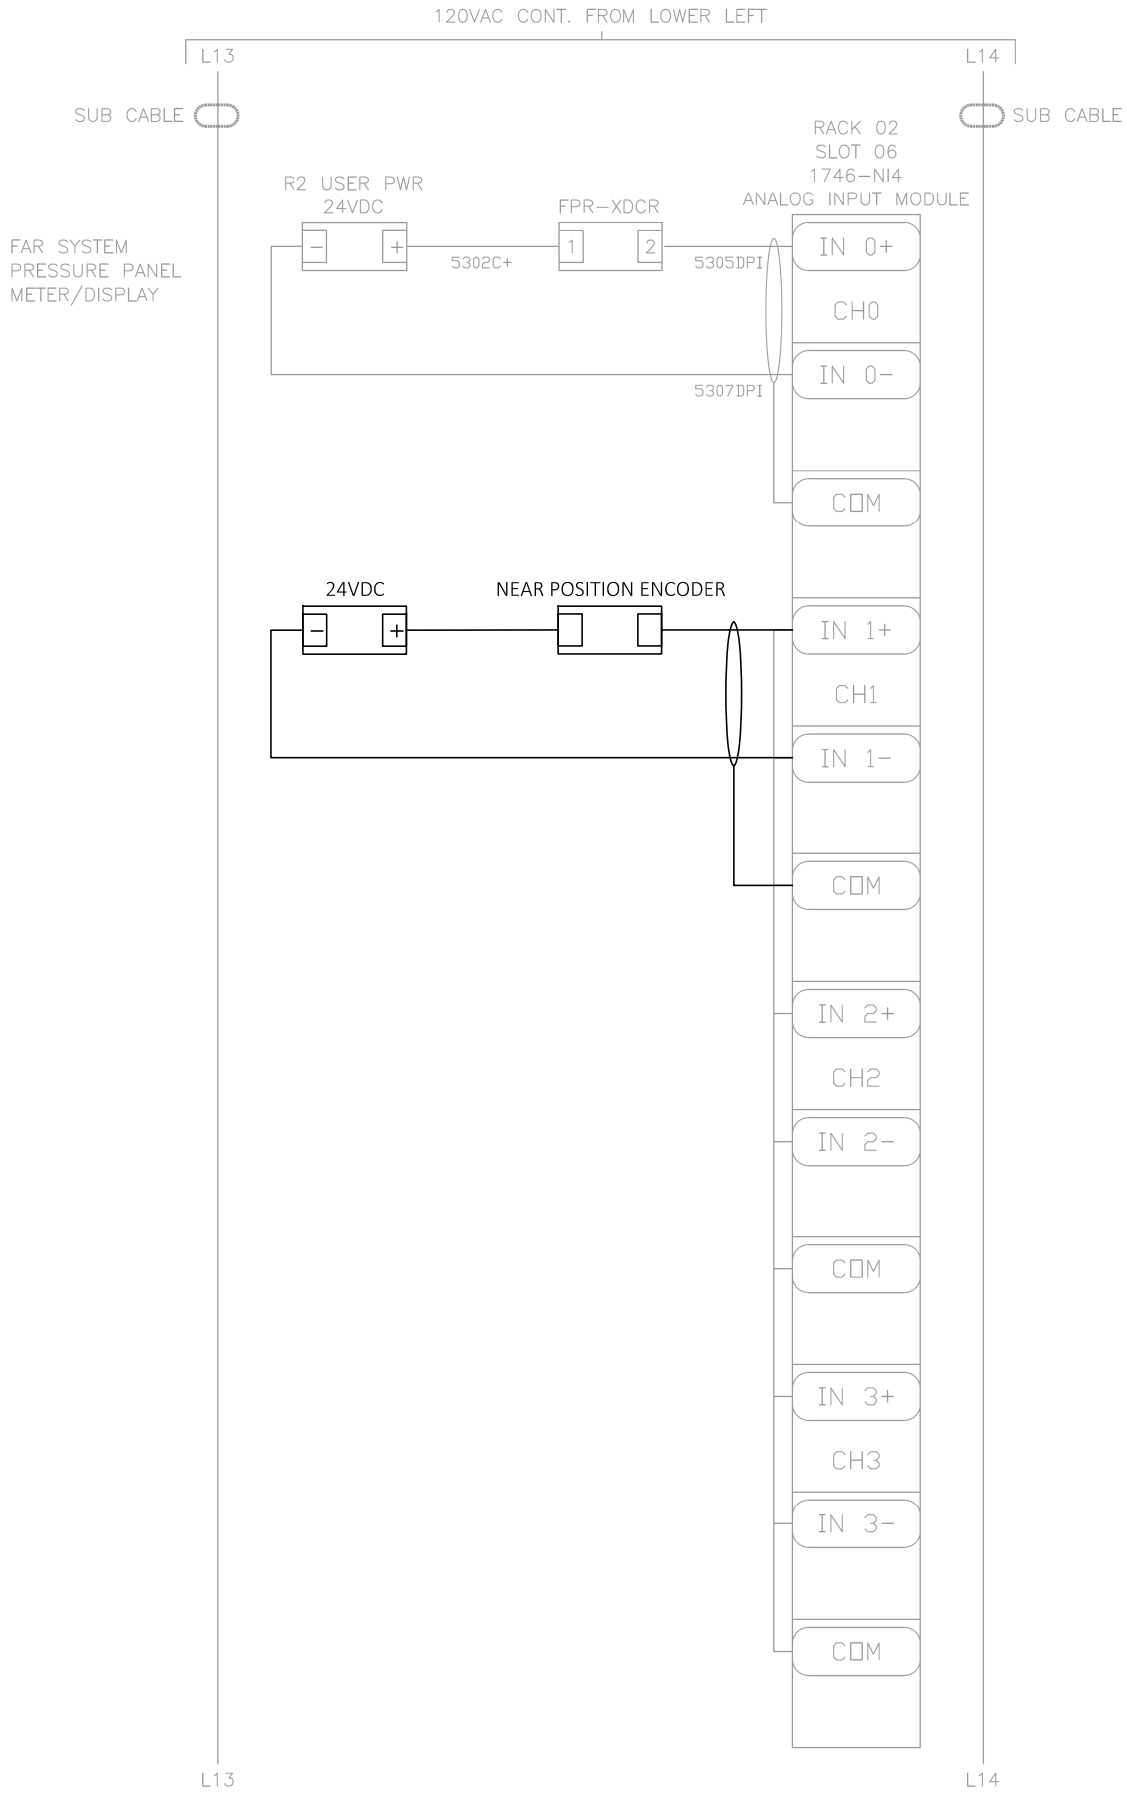 120VAC CONT. FROM LOWER LEFT
L13
L14
SUB CABLE
SUB CABLE
RACK 02
SLOT 06
1746-NI4
ANALOG INPUT MODULE
R2 USER PWR
24VDC
FPR-XDCR
FAR SYSTEM
PRESSURE PANEL
METER/DISPLAY
- +
5302C+
1 2
5305DPI
IN 0+
CH0
IN 0-
5307DPI
COM
24VDC
NEAR POSITION ENCODER
- +
IN 1+
CH1
IN 1-
COM
IN 2+
CH2
IN 2-
COM
IN 3+
CH3
IN 3-
COM
L13
L14